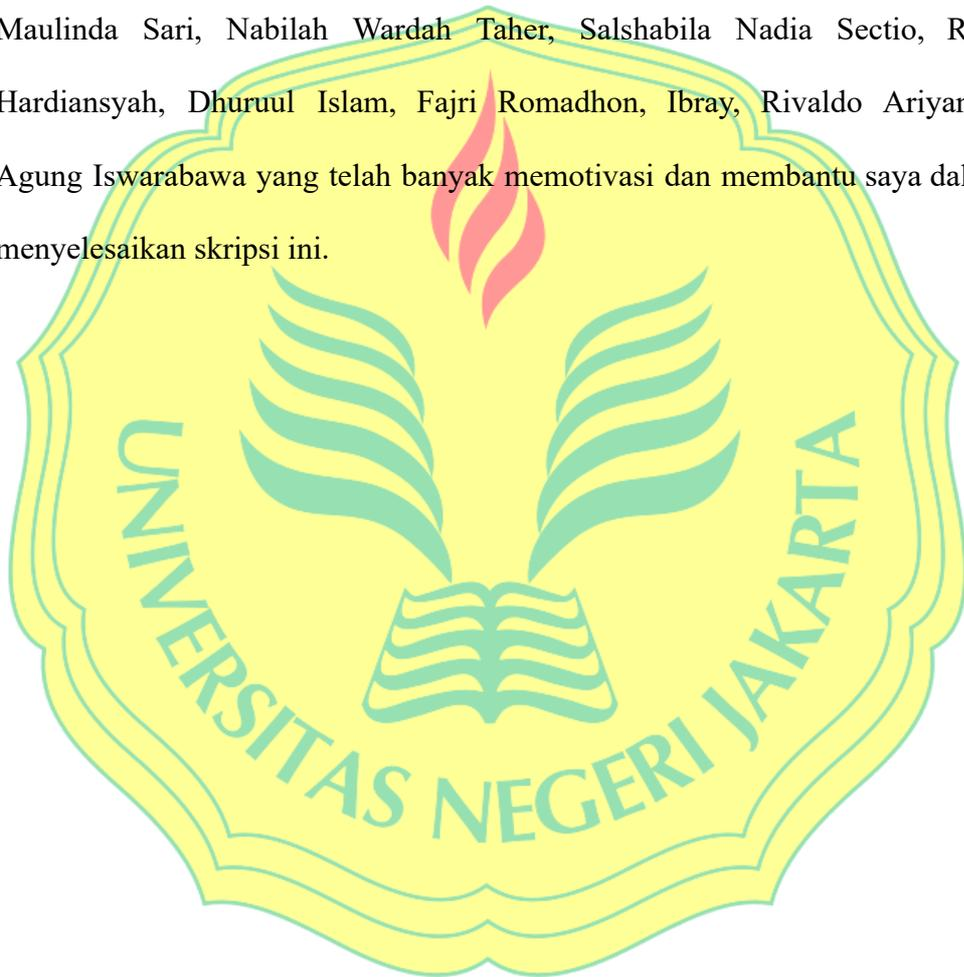 Maulinda Sari, Nabilah Wardah Taher, Salshabila Nadia Sectio, R
Hardiansyah, Dhuruul Islam, Fajri Romadhon, Ibray, Rivaldo Ariyan
Agung Iswarabawa yang telah banyak memotivasi dan membantu saya dal
menyelesaikan skripsi ini.
UNIVERSITAS NEGERI JAKARTA